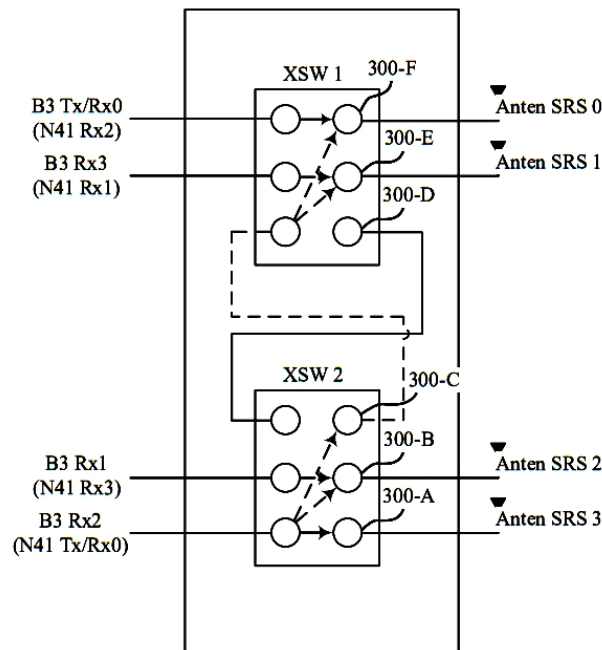 XSW 1
300-F
B3 Tx/Rx0
(N41 Rx2)
Anten SRS 0
300-E
B3 Rx3
(N41 Rx1)
Anten SRS 1
300-D
XSW 2
300-C
300-B
B3 Rx1
(N41 Rx3)
Anten SRS 2
300-A
B3 Rx2
(N41 Tx/Rx0)
Anten SRS 3